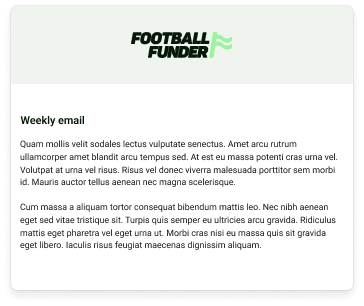 FOOTBALL
FUNDER
Weekly email
Quam mollis velit sodales lectus vulputate senectus. Amet arcu rutrum
ullamcorper amet blandit arcu tempus sed. At est eu massa potenti cras urna vel.
Volutpat at urna vel risus. Risus vel donec viverra malesuada porttitor sem morbi
id. Mauris auctor tellus aenean nec magna scelerisque.
Cum massa a aliquam tortor consequat bibendum mattis leo. Nec nibh aenean
eget sed vitae tristique sit. Turpis quis semper eu ultricies arcu gravida. Ridiculus
mattis eget pharetra vel eget urna ut. Morbi cras nisi eu massa quis sit gravida
eget libero. Iaculis risus feugiat maecenas dignissim aliquam.